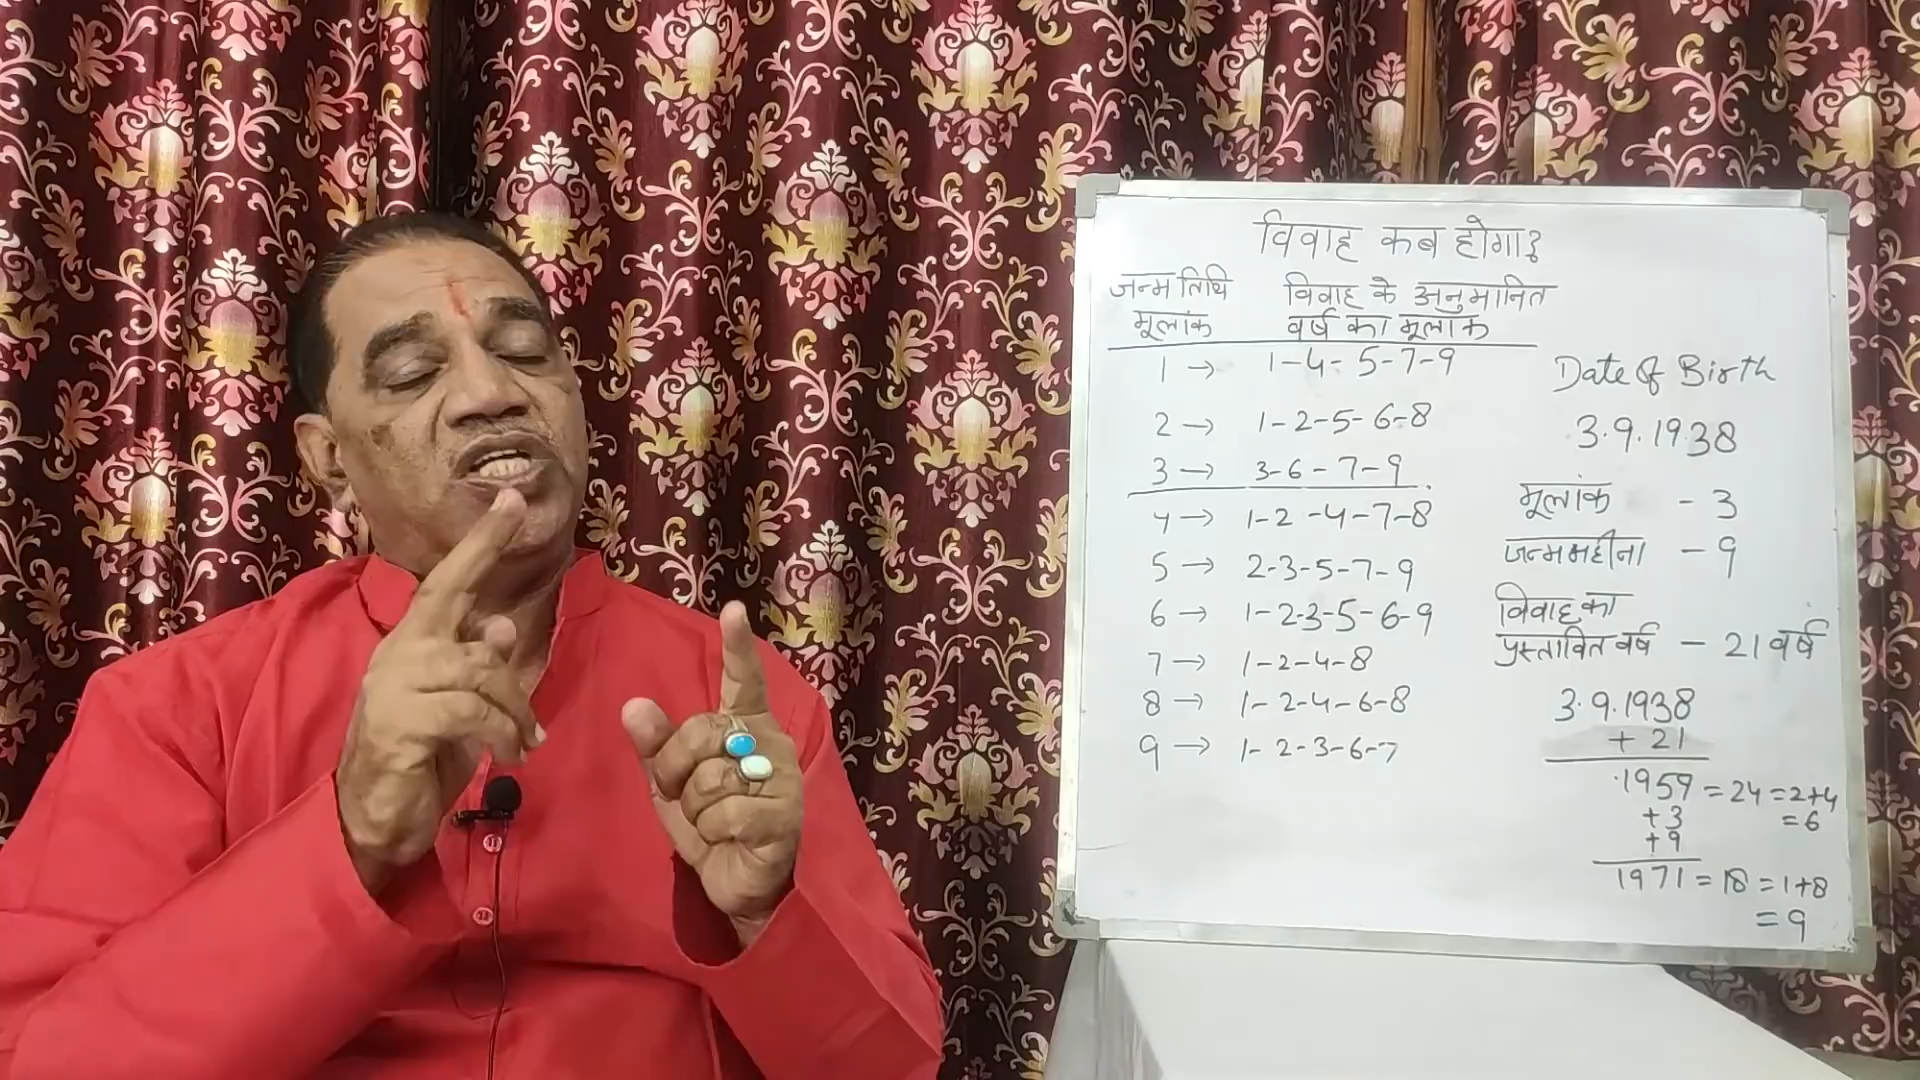 विवाह कब होगा?
जन्म तिथि विवाह के अनुमानित
मूलांक वर्ष का मूलांक
1 → 1-4-5-7-9
2 → 1-2-5-6-8
3 → 3-6-7-9
4 → 1-2-4-7-8
5 → 2-3-5-7-9
6 → 1-2-3-5-6-9
7 → 1-2-4-8
8 → 1-2-4-6-8
9 → 1-2-3-6-7
Date of Birth
3.9.1938
मूलांक - 3
जन्म महीना - 9
विवाह का
प्रस्तावित वर्ष - 21 वर्ष
3.9.1938
+ 21
1959 = 24 = 2+4
+3 = 6
+9
1971 = 18 = 1+8
= 9